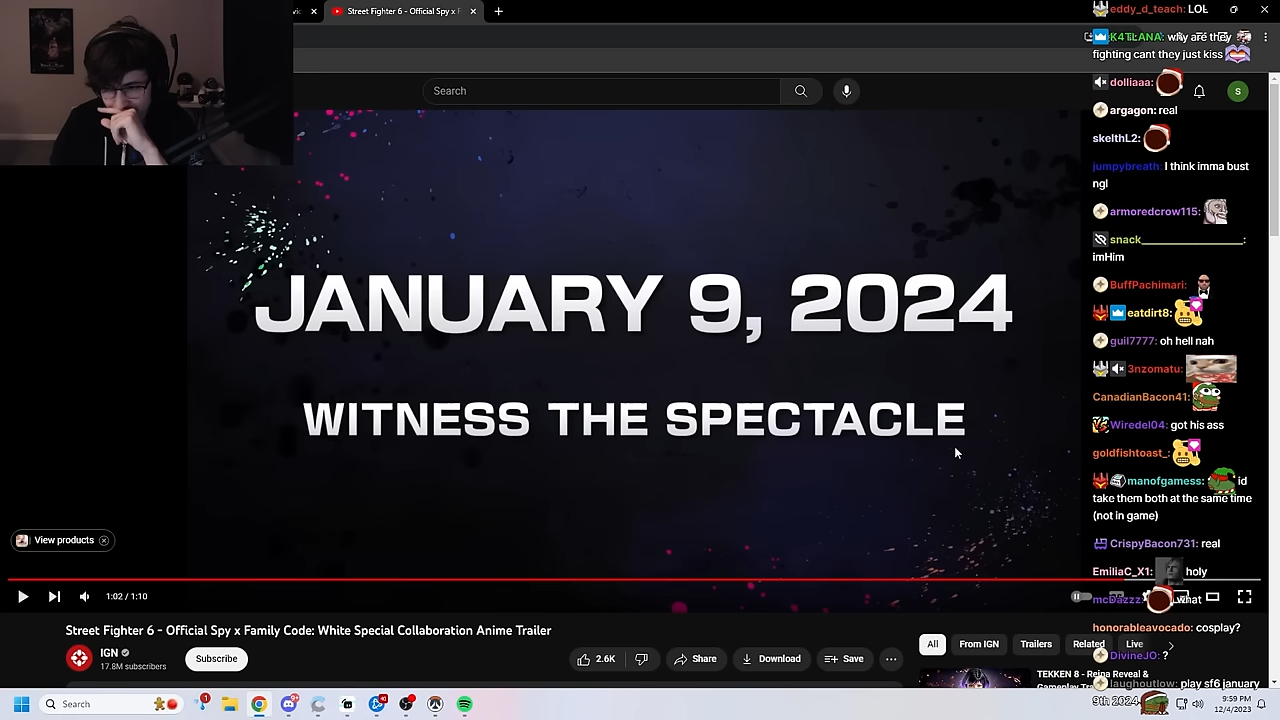 Street Fighter 6 - Official Spy x F
Search
S
JANUARY 9, 2024
WITNESS THE SPECTACLE
View products
1:02 / 1:10
Street Fighter 6 - Official Spy x Family Code: White Special Collaboration Anime Trailer
IGN
17.8M subscribers
Subscribe
2.6K
Share
Download
Save
All
From IGN
Trailers
Related
Live
TEKKEN 8 - Reina Reveal &
Gameplay Tra
eddy_d_teach: LOL
K4TLANA: why are they
fighting cant they just kiss
dolliaaa:
argagon: real
skelthL2:
jumpybreath: I think imma bust
ngl
armoredcrow115:
snack____________________:
imHim
BuffPachimari:
eatdirt8:
guil7777: oh hell nah
3nzomatu:
CanadianBacon41:
Wiredel04: got his ass
goldfishtoast_:
manofgamess: id
take them both at the same time
(not in game)
CrispyBacon731: real
EmiliaC_X1: holy
mcDazzz: what
honorableavocado: cosplay?
DivineJO: ?
laughoutlow: play sf6 january
9th 2024
Search
1
9:59 PM
12/4/2023